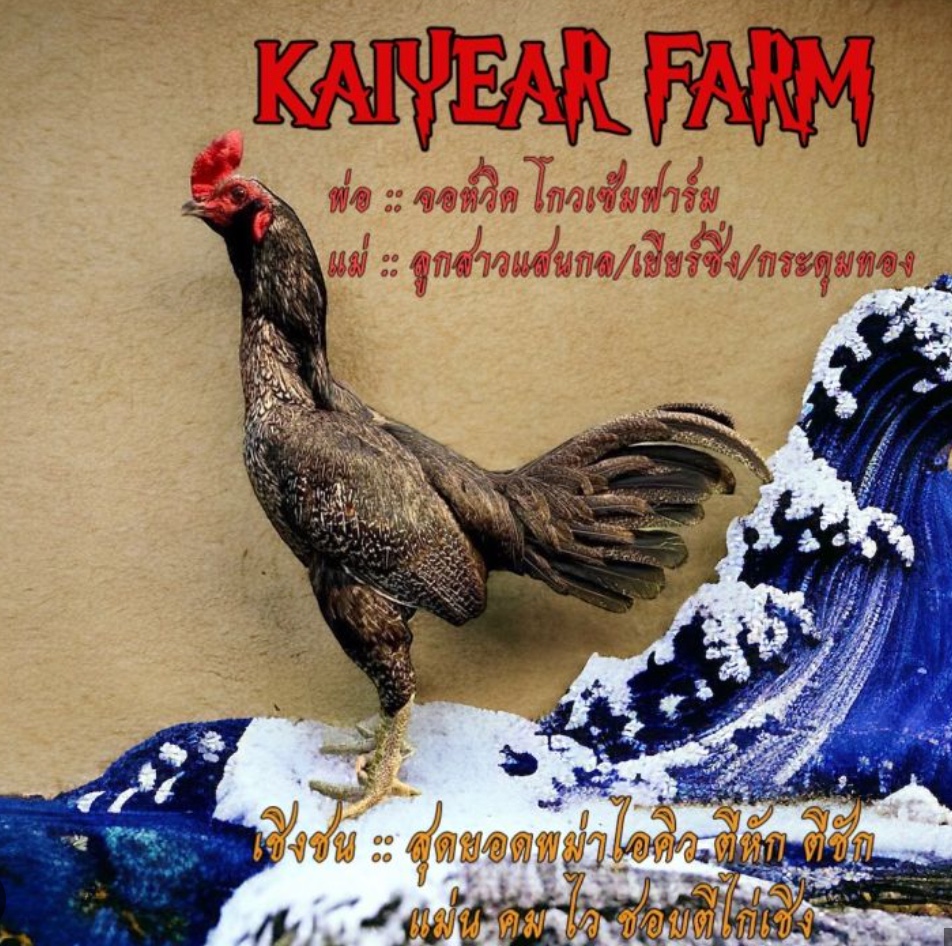 KAIYEAR FARM
พ่อ :: จอห์วิค โกวเซ้มฟาร์ม
แม่ :: ลูกสาวแสนกล/เบียร์ซิ่ง/กระดุมทอง
เชิงชน :: สุดยอดพม่าไอคิว ตีหัก ตีชัก
แม่น คม ไว ชอบตีไก่เชิง